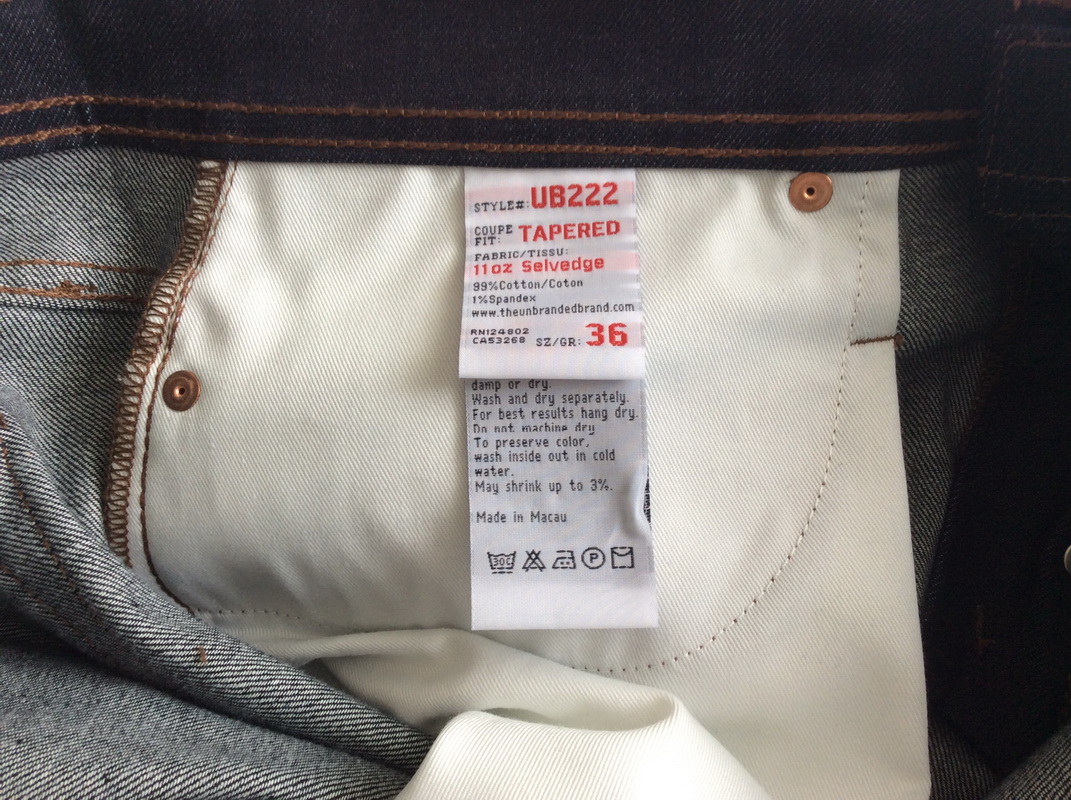 STYLE#: UB222
COUPE
FIT: TAPERED
FABRIC/TISSU:
11oz Selvedge
99%Cotton/Coton
1%Spandex
www.theunbrandedbrand.com
RN124802
CA53268 SZ/GR: 36
damp or dry.
Wash and dry separately.
For best results hang dry.
Do not machine dry
To preserve color,
wash inside out in cold
water.
May shrink up to 3%.
Made in Macau
30C P